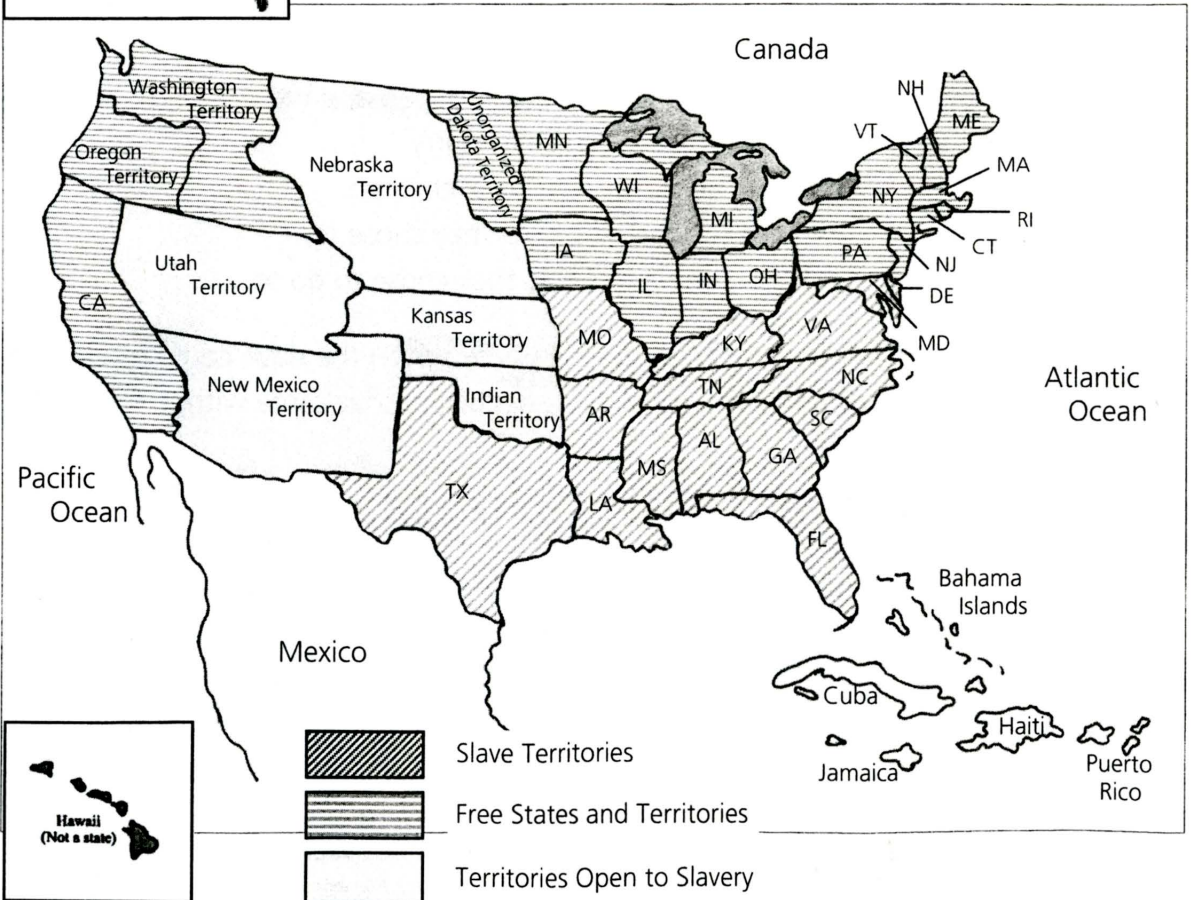 Canada
Washington
Territory
Oregon
Territory
Nebraska
Territory
Unorganized
Dakota Territory
MN
WI
MI
NH
VT
ME
MA
NY
RI
CT
NJ
PA
DE
MD
IA
IL
IN
OH
Utah
Territory
CA
Kansas
Territory
MO
KY
VA
New Mexico
Territory
Indian
Territory
AR
TN
NC
SC
Atlantic
Ocean
Pacific
Ocean
TX
LA
MS
AL
GA
FL
Mexico
Bahama
Islands
Cuba
Haiti
Jamaica
Puerto
Rico
Hawaii
(Not a state)
Slave Territories
Free States and Territories
Territories Open to Slavery